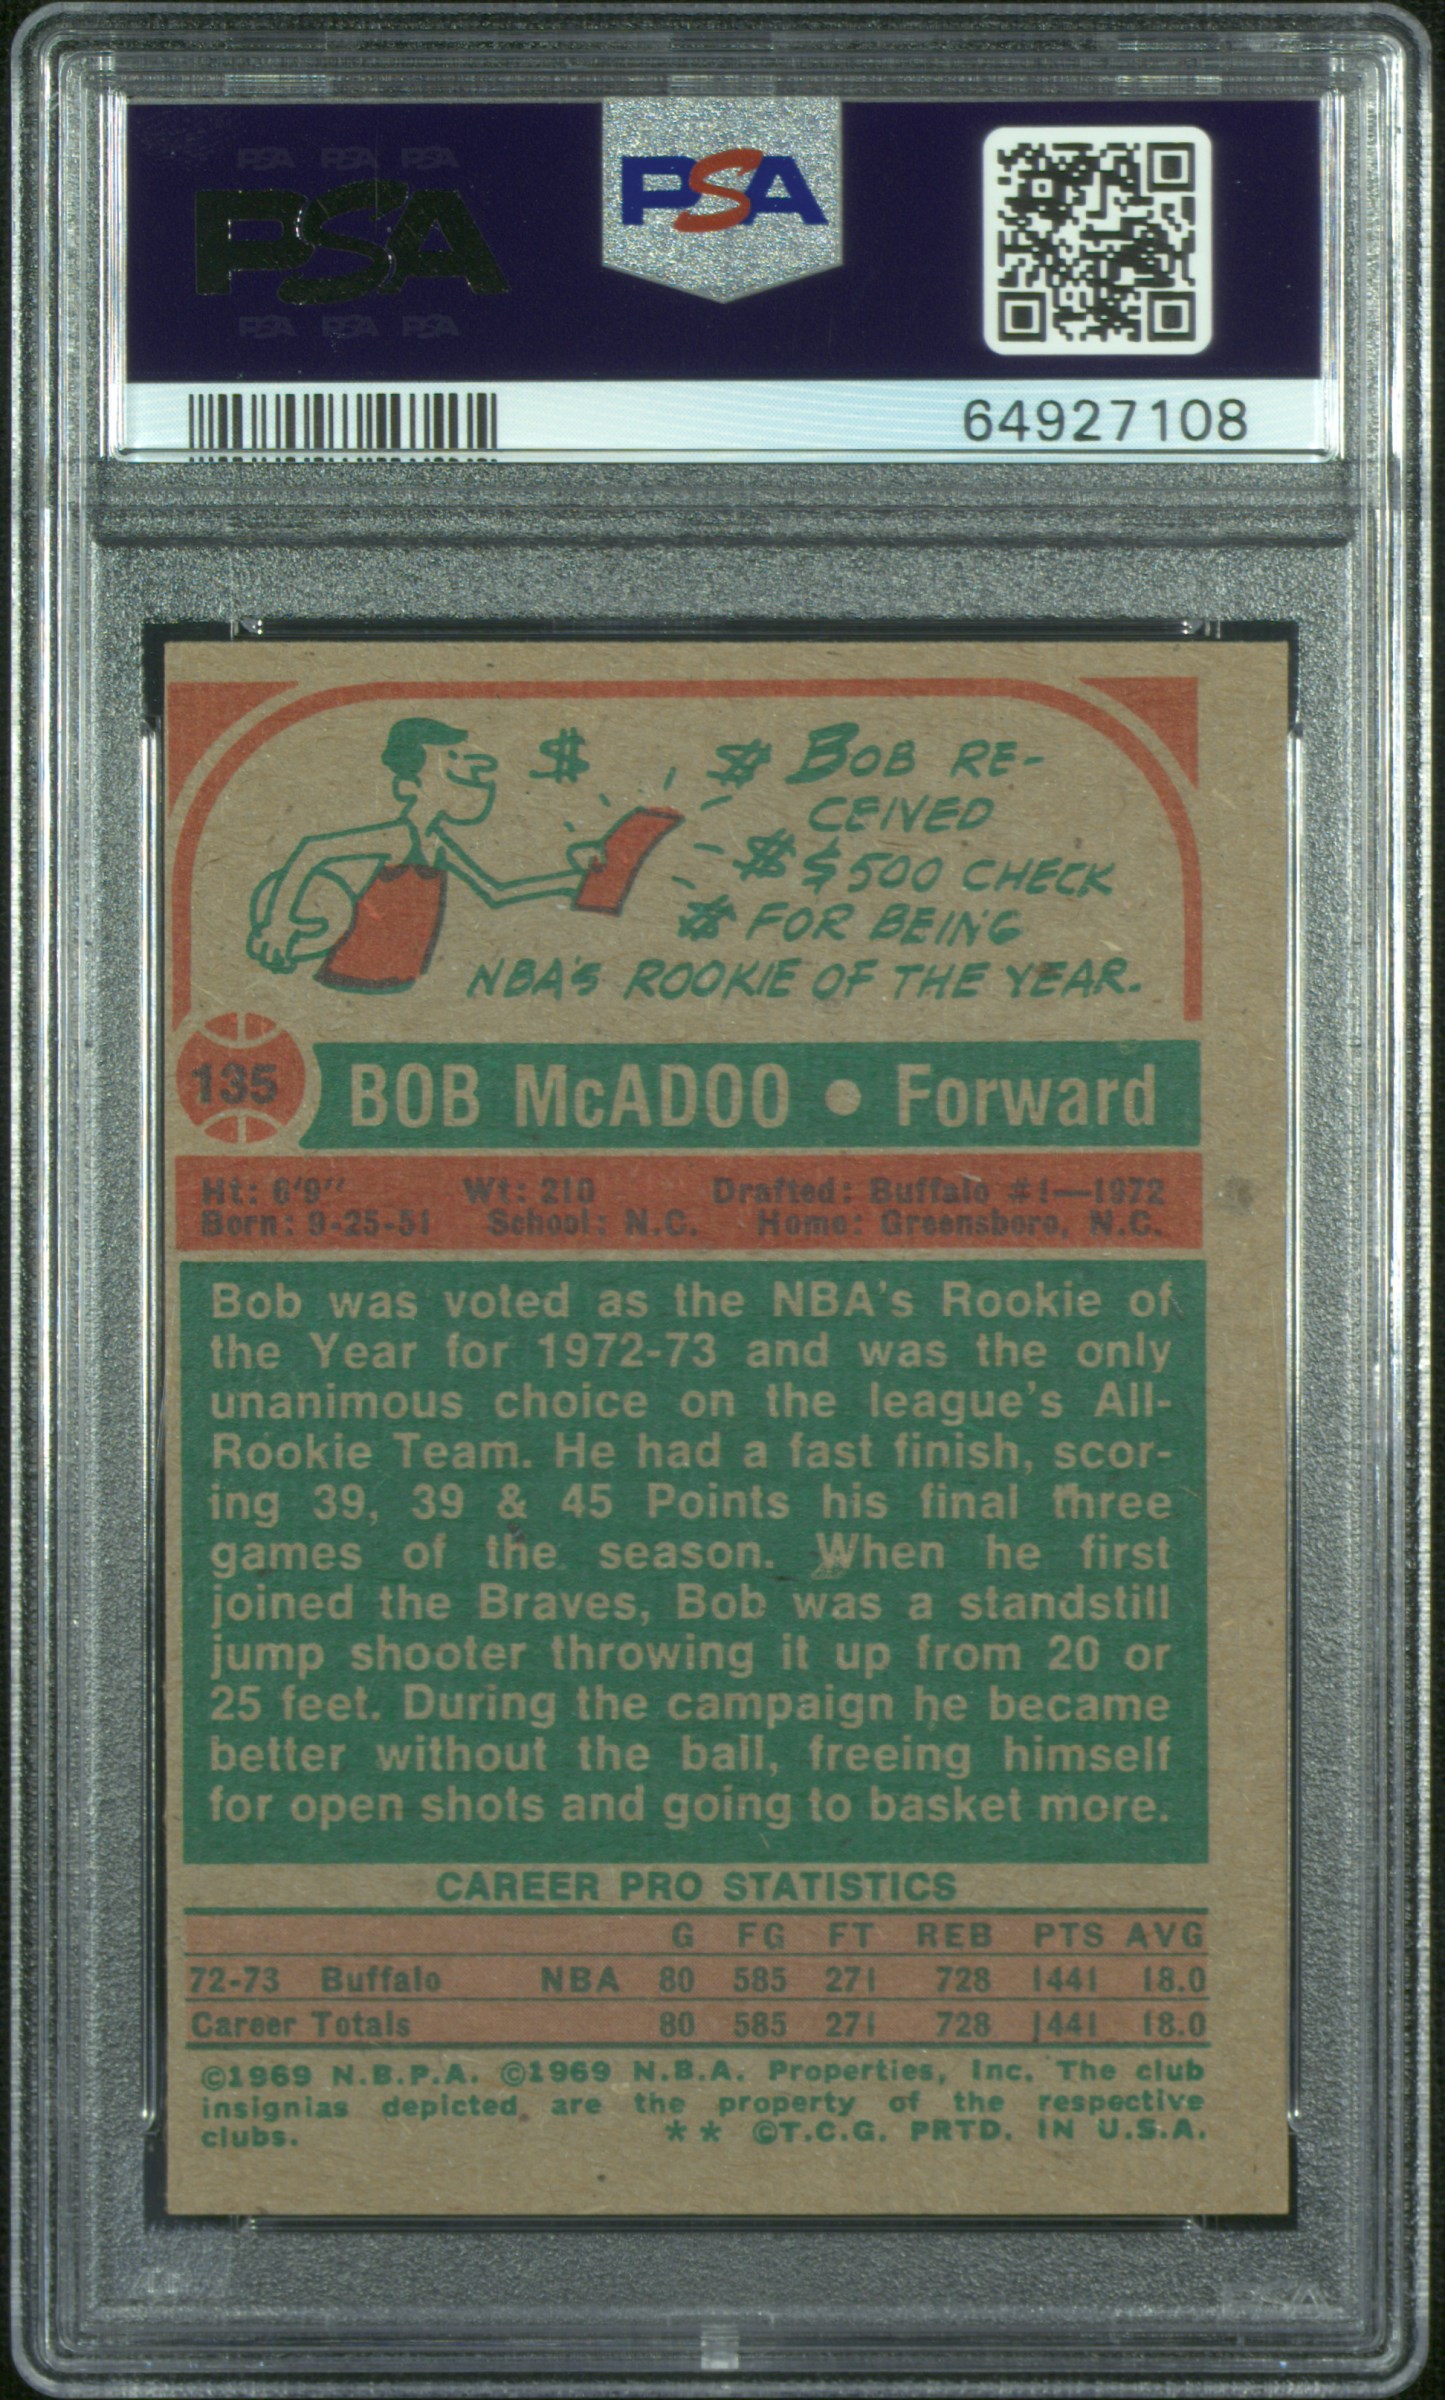 PSA PSA PSA
PSA
PSA PSA PSA
PSA
64927108
$ $ BOB RE-
CEIVED
$ $500 CHECK
$ FOR BEING
NBA'S ROOKIE OF THE YEAR.
135
BOB McADOO • Forward
Ht: 6'9" Wt: 210 Drafted: Buffalo #1—1972
Born: 9-25-51 School: N.C. Home: Greensboro, N.C.
Bob was voted as the NBA's Rookie of
the Year for 1972-73 and was the only
unanimous choice on the league's All-
Rookie Team. He had a fast finish, scor-
ing 39, 39 & 45 Points his final three
games of the season. When he first
joined the Braves, Bob was a standstill
jump shooter throwing it up from 20 or
25 feet. During the campaign he became
better without the ball, freeing himself
for open shots and going to basket more.
CAREER PRO STATISTICS
G FG FT REB PTS AVG
72-73 Buffalo NBA 80 585 271 728 1441 18.0
Career Totals 80 585 271 728 1441 18.0
©1969 N.B.P.A. ©1969 N.B.A. Properties, Inc. The club
insignias depicted are the property of the respective
clubs. ** ©T.C.G. PRTD. IN U.S.A.
PSA